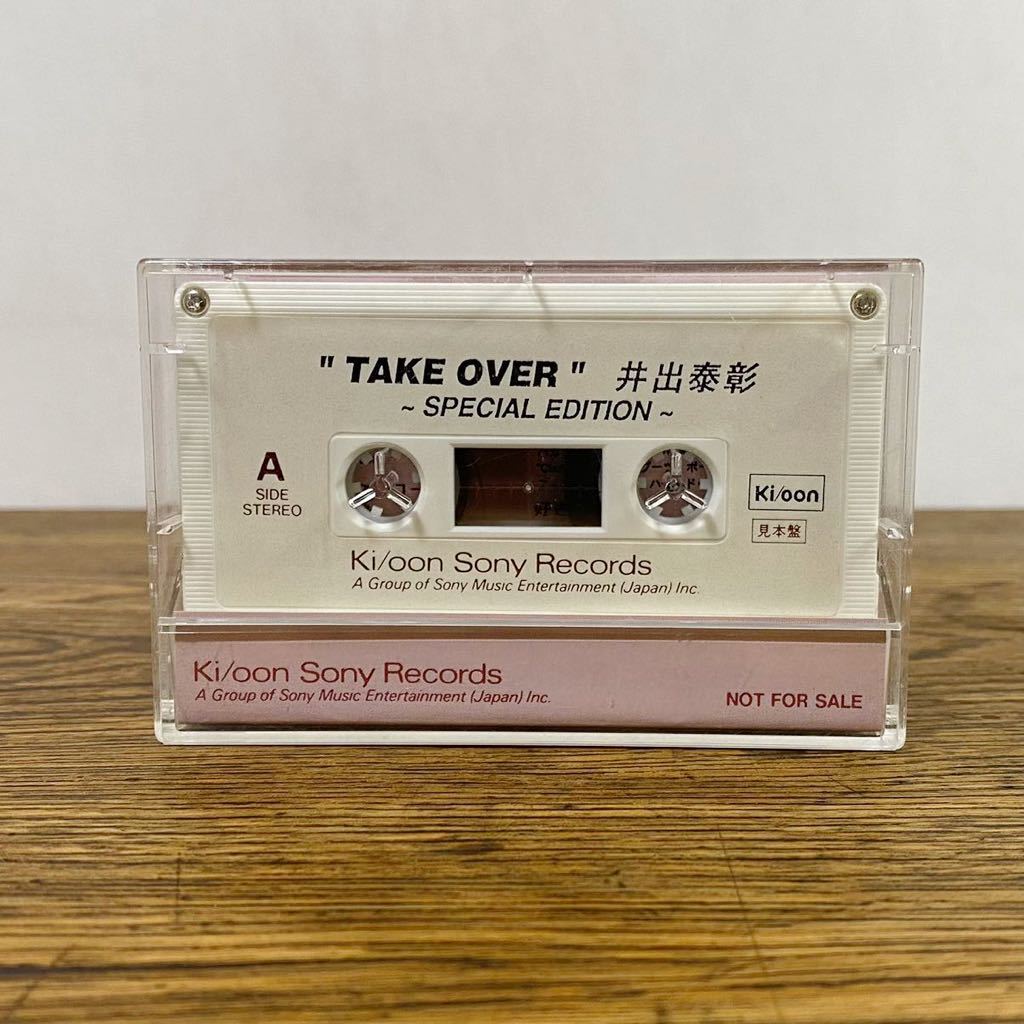 " TAKE OVER " 井出泰彰
~ SPECIAL EDITION ~
A
SIDE
STEREO
Ki/oon
見本盤
Ki/oon Sony Records
A Group of Sony Music Entertainment (Japan) Inc.
Ki/oon Sony Records
A Group of Sony Music Entertainment (Japan) Inc.
NOT FOR SALE